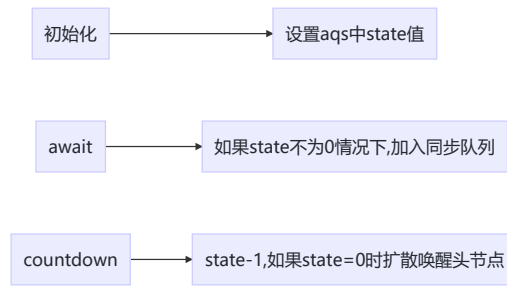 初始化
设置aqs中state值
await
如果state不为0情况下,加入同步队列
countdown
state-1,如果state=0时扩散唤醒头节点